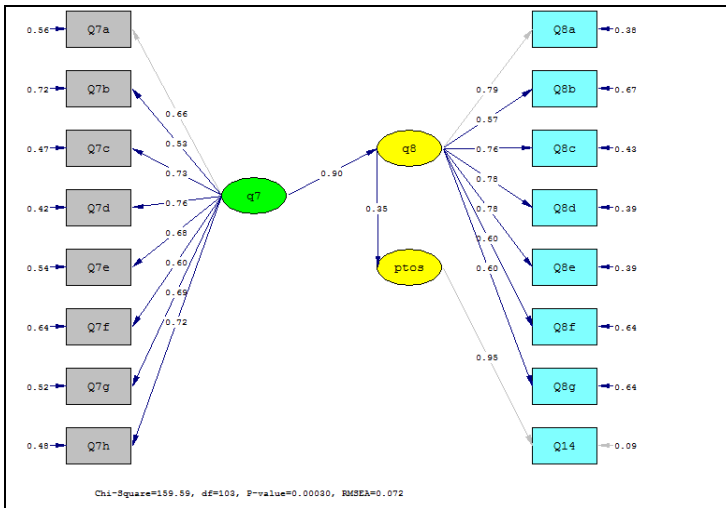 0.56 Q7a Q8a 0.38
0.72 Q7b Q8b 0.67
0.79
0.57
0.66
0.53
0.47 Q7c q8 0.76 Q8c 0.43
0.73
0.90
0.78
0.76 q7
0.42 Q7d 0.35 0.78 Q8d 0.39
0.68
0.60
0.60
0.54 Q7e ptos 0.60 Q8e 0.39
0.69
0.72
0.64 Q7f Q8f 0.64
0.95
0.52 Q7g Q8g 0.64
0.48 Q7h Q14 0.09
Chi-Square=159.59, df=103, P-value=0.00030, RMSEA=0.072